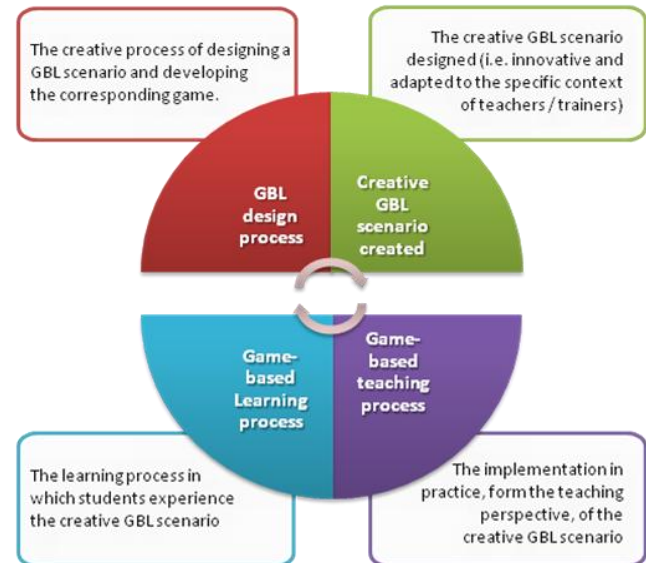 The creative process of designing a
GBL scenario and developing
the corresponding game.
The creative GBL scenario
designed (i.e. innovative and
adapted to the specific context
of teachers / trainers)
GBL
design
process
Creative
GBL
scenario
created
Game-
based
Learning
process
Game-
based
teaching
process
The learning process in
which students experience
the creative GBL scenario
The implementation in
practice, form the teaching
perspective, of the
creative GBL scenario